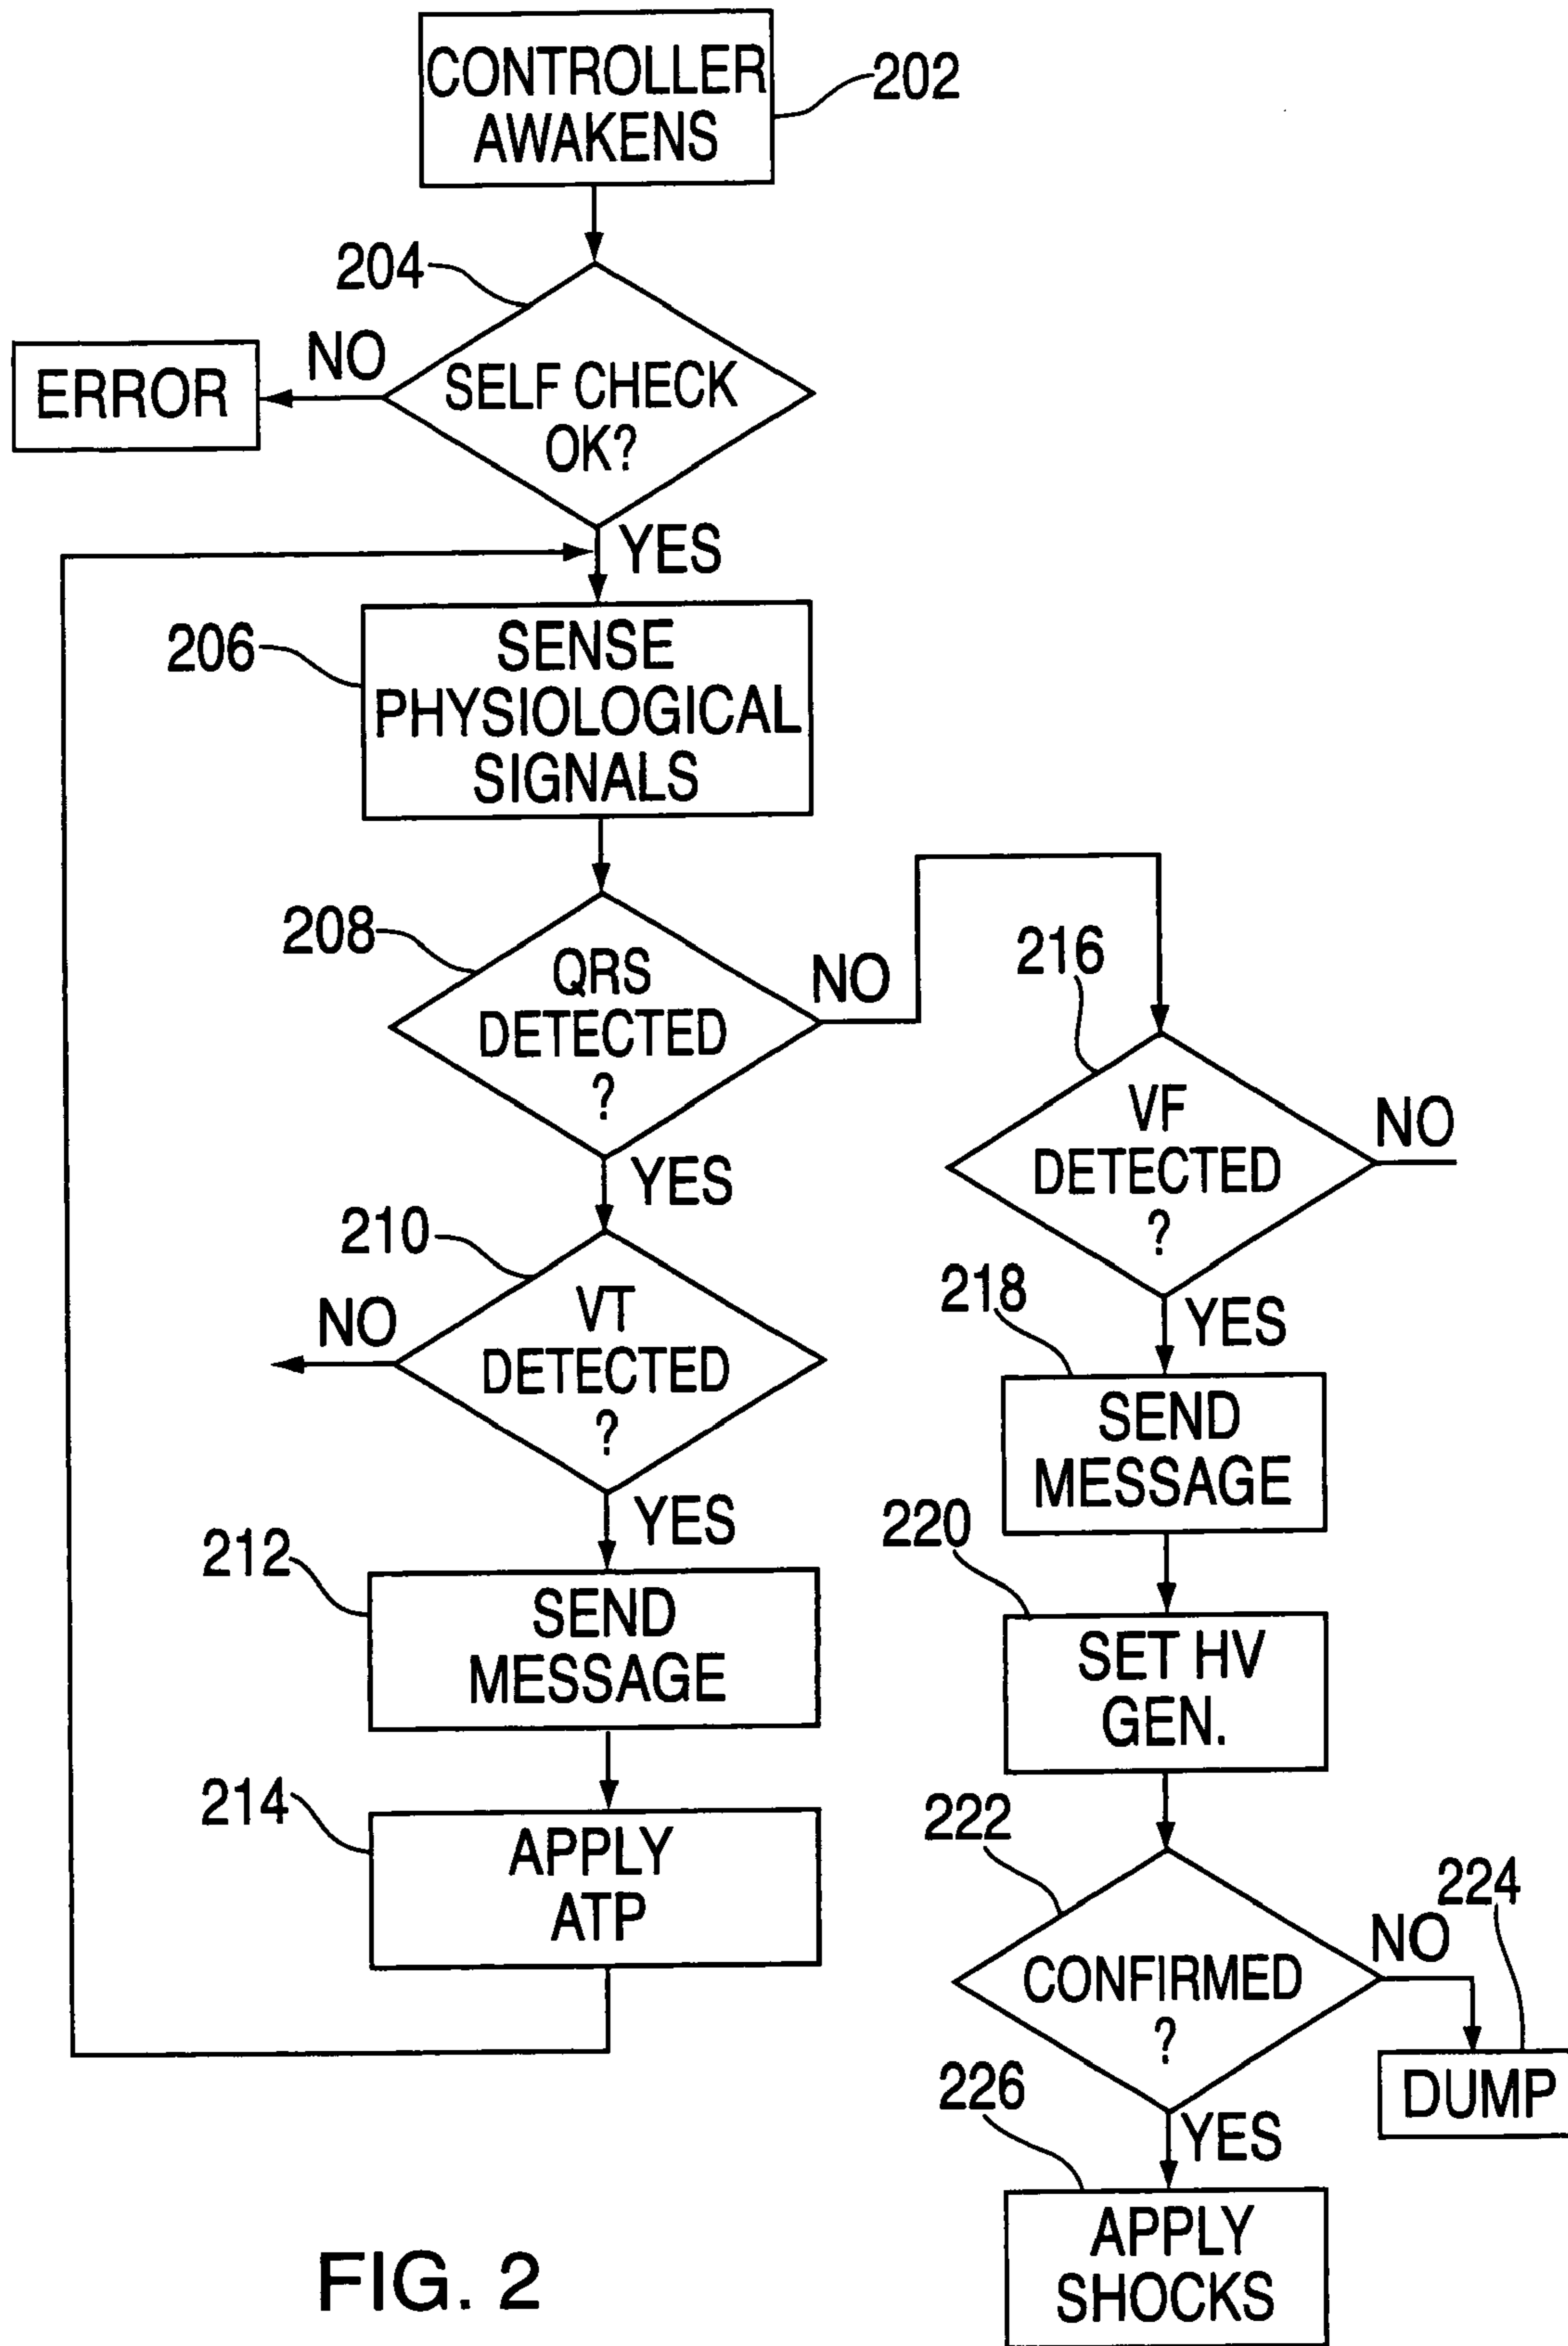 CONTROLLER
AWAKENS
202
204
NO
ERROR
SELF CHECK
OK?
YES
206
SENSE
PHYSIOLOGICAL
SIGNALS
208
QRS
DETECTED
?
NO
YES
210
VT
DETECTED
?
NO
YES
212
SEND
MESSAGE
214
APPLY
ATP
216
VF
DETECTED
?
NO
YES
218
SEND
MESSAGE
220
SET HV
GEN.
222
CONFIRMED
?
NO
224
DUMP
YES
226
APPLY
SHOCKS
FIG. 2